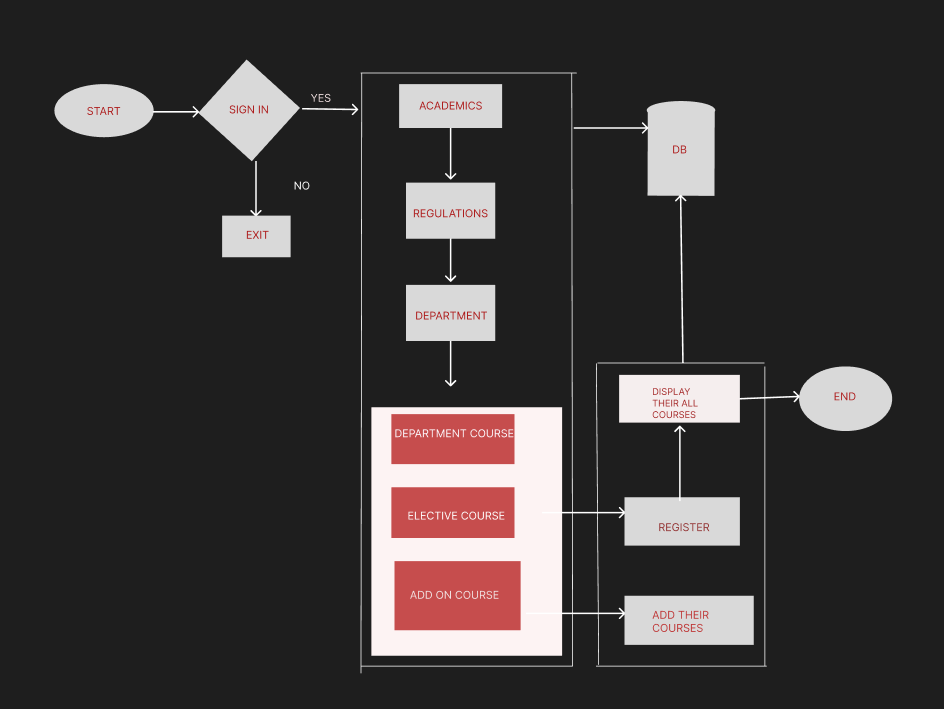 START
SIGN IN
YES
NO
EXIT
ACADEMICS
REGULATIONS
DEPARTMENT
DEPARTMENT COURSE
ELECTIVE COURSE
ADD ON COURSE
DB
DISPLAY
THEIR ALL
COURSES
END
REGISTER
ADD THEIR
COURSES